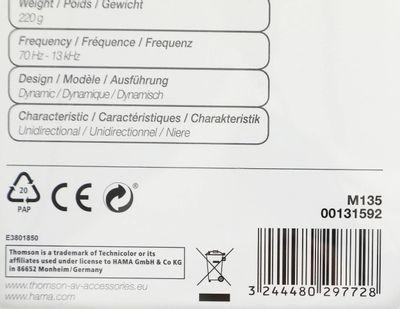 Weight / Poids / Gewicht
220 g
Frequency / Fréquence / Frequenz
70 Hz - 13 kHz
Design / Modèle / Ausführung
Dynamic / Dynamique / Dynamisch
Characteristic / Caractéristiques / Charakteristik
Unidirectional / Unidirectionnel / Niere
20
PAP
CE
®
M135
00131592
E3801850
Thomson is a trademark of Technicolor or its
affiliates used under license to HAMA GmbH & Co KG
in 86652 Monheim/Germany
www.thomson-av-accessories.eu
www.hama.com
3 244480 297728